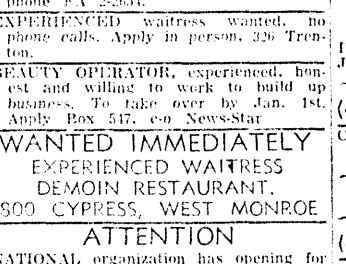 phone FA 2-2634.
EXPERIENCED waitress wanted, no
phone calls. Apply in person, 326 Tren-
ton.
BEAUTY OPERATOR, experienced, hon-
est and willing to work to build up
business. To take over by Jan. 1st.
Apply Box 547, c-o News-Star
WANTED IMMEDIATELY
EXPERIENCED WAITRESS
DEMOIN RESTAURANT,
800 CYPRESS, WEST MONROE
ATTENTION
NATIONAL organization has opening for